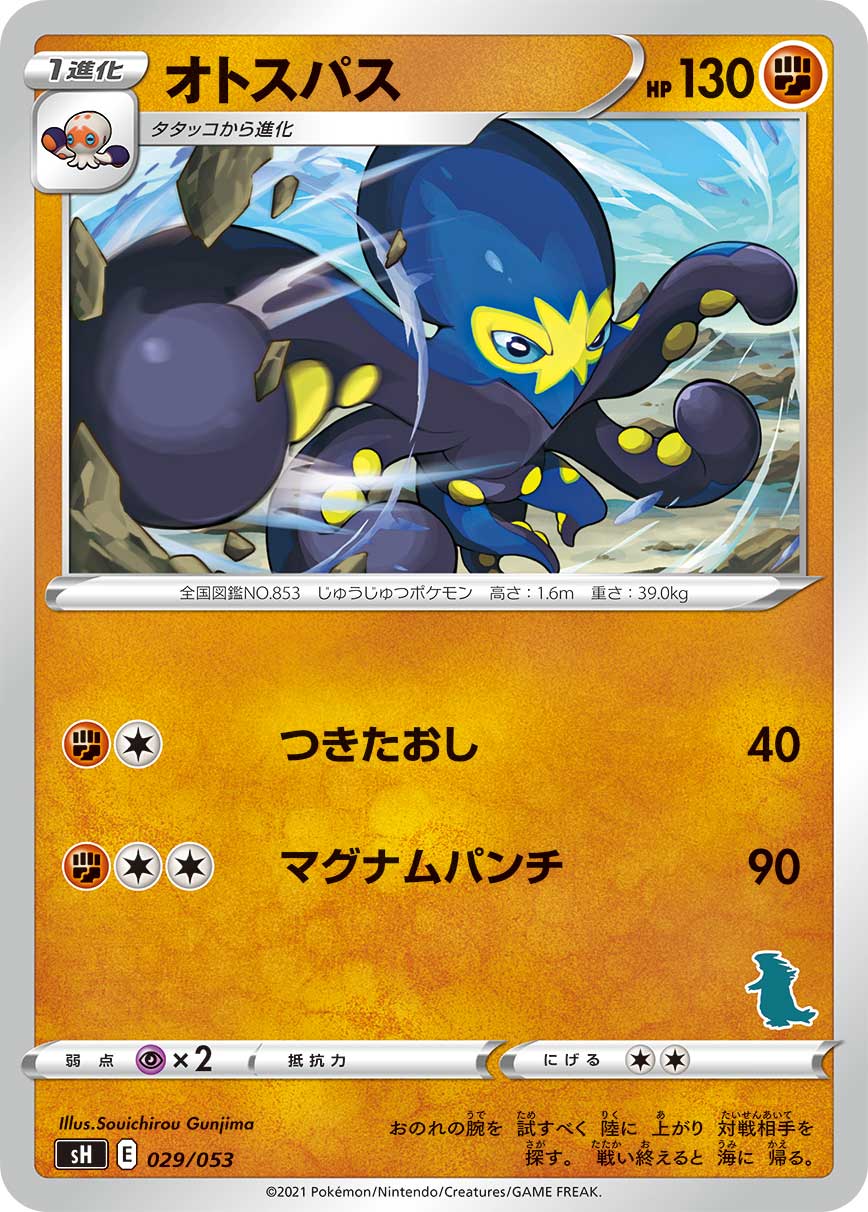 1進化
オトスパス
HP 130
タタッコから進化
全国図鑑NO.853 じゅうじゅつポケモン 高さ:1.6m 重さ:39.0kg
つきたおし 40
マグナムパンチ 90
弱点 ×2 抵抗力 にげる
Illus.Souichirou Gunjima
sH E 029/053
おのれの腕を 試すべく 陸に 上がり 対戦相手を
探す。 戦い終えると 海に 帰る。
©2021 Pokémon/Nintendo/Creatures/GAME FREAK.